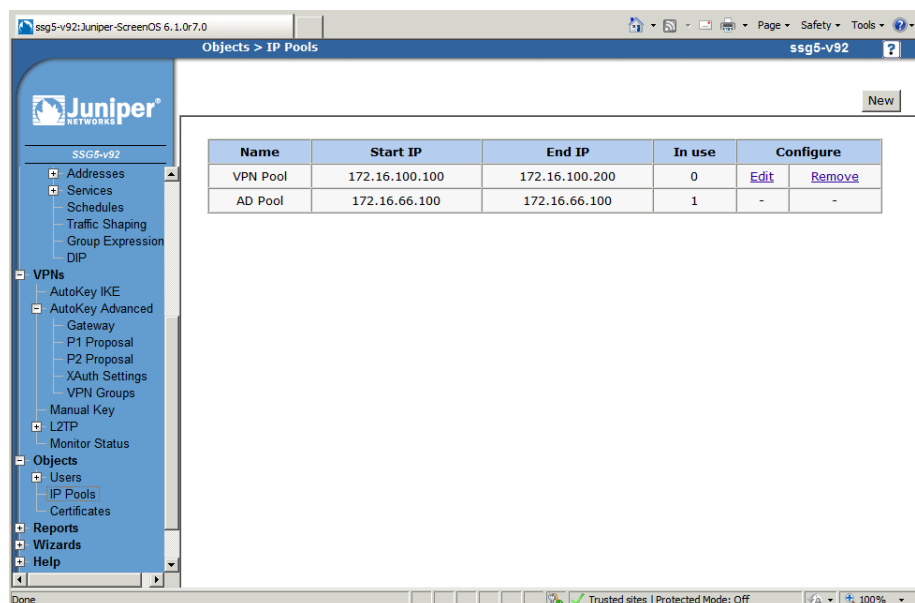 ssg5-v92:Juniper-ScreenOS 6.1.0r7.0
Page Safety Tools
Objects > IP Pools ssg5-v92 ?
Juniper®
NETWORKS
SSG5-v92
New
Addresses
Services
Schedules
Traffic Shaping
Group Expression
DIP
VPNs
AutoKey IKE
AutoKey Advanced
Gateway
P1 Proposal
P2 Proposal
XAuth Settings
VPN Groups
Manual Key
L2TP
Monitor Status
Objects
Users
IP Pools
Certificates
Reports
Wizards
Help
Name Start IP End IP In use Configure
VPN Pool 172.16.100.100 172.16.100.200 0 Edit Remove
AD Pool 172.16.66.100 172.16.66.100 1 - -
Done Trusted sites | Protected Mode: Off 100%